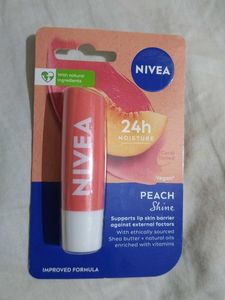 With natural
ingredients
NIVEA
24h
MOISTURE
Vegan*
NIVEA
PEACH
Shine
Supports lip skin barrier
against external factors
With ethically sourced
Shea butter + natural oils
enriched with vitamins
IMPROVED FORMULA